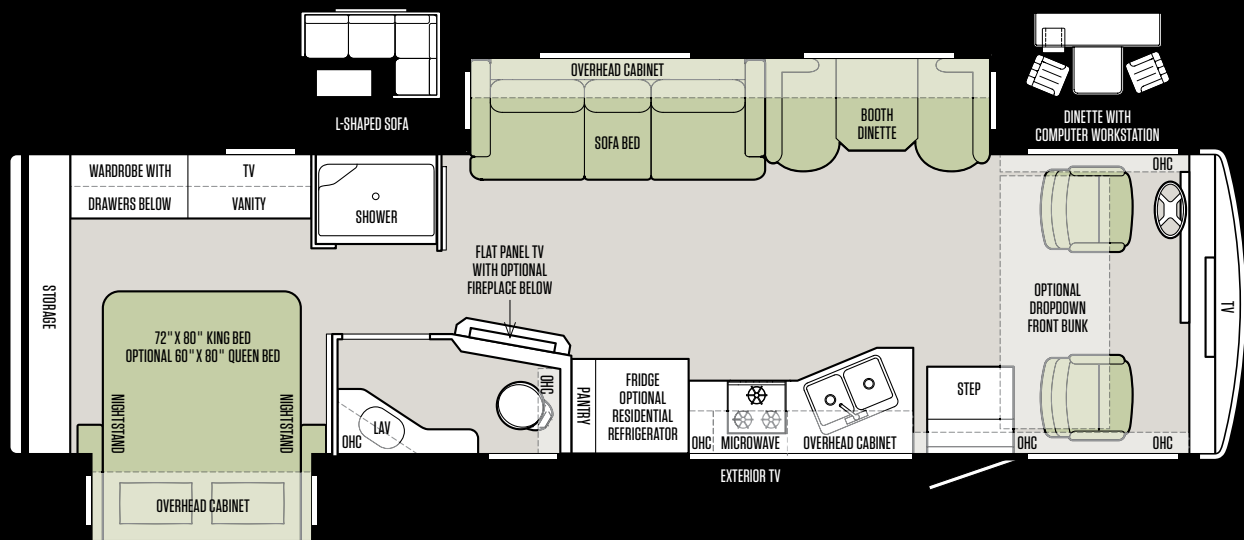 L-SHAPED SOFA
OVERHEAD CABINET
SOFA BED
BOOTH
DINETTE
DINETTE WITH
COMPUTER WORKSTATION
WARDROBE WITH
DRAWERS BELOW
TV
VANITY
SHOWER
OHC
FLAT PANEL TV
WITH OPTIONAL
FIREPLACE BELOW
STORAGE
72" X 80" KING BED
OPTIONAL 60" X 80" QUEEN BED
NIGHTSTAND
NIGHTSTAND
OVERHEAD CABINET
OHC
LAV
OHC
PANTRY
FRIDGE
OPTIONAL
RESIDENTIAL
REFRIGERATOR
OHC
MICROWAVE
OVERHEAD CABINET
EXTERIOR TV
STEP
OHC
OHC
OPTIONAL
DROPDOWN
FRONT BUNK
TV